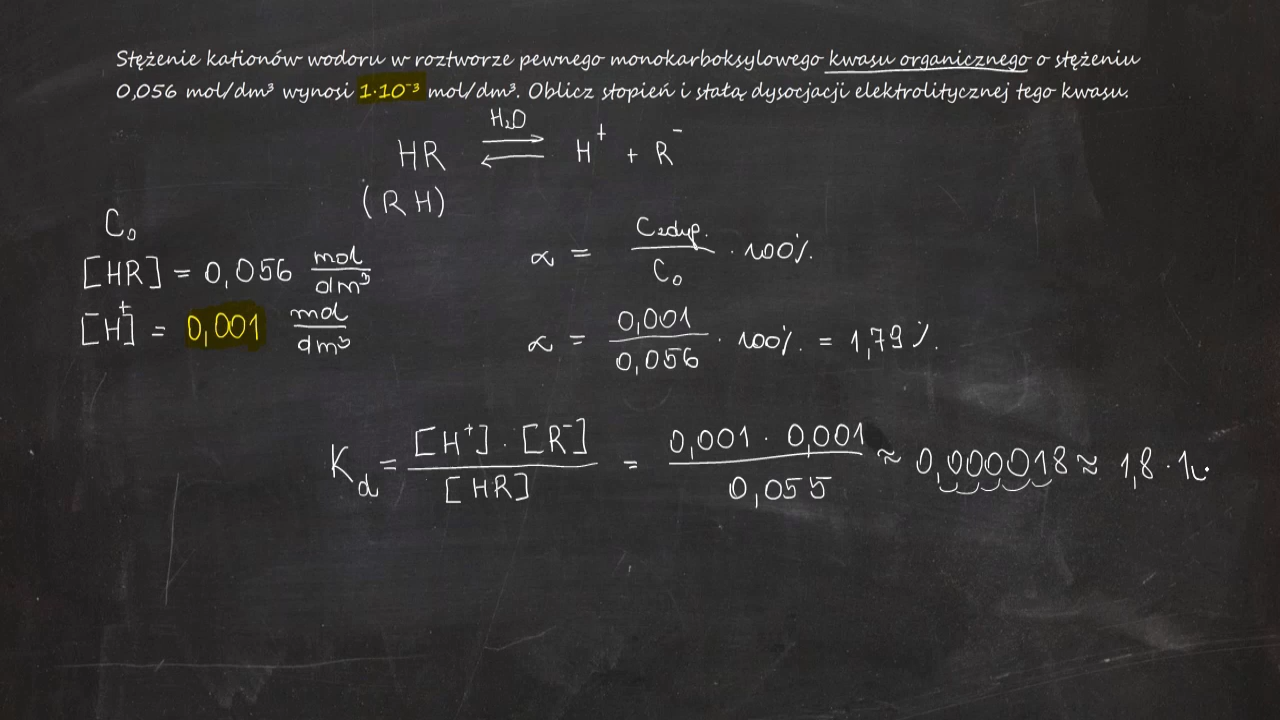 Stężenie kationów wodoru w roztworze pewnego monokarboksylowego kwasu organicznego o stężeniu
0,056 mol/dm³ wynosi 1·10⁻³ mol/dm³. Oblicz stopień i stałą dysocjacji elektrolitycznej tego kwasu.
H₂O
HR ⇌ H⁺ + R⁻
(RH)
C₀
[HR] = 0,056 mol/dm³
[H⁺] = 0,001 mol/dm³
α = Czdys. / C₀ · 100%
α = 0,001 / 0,056 · 100% = 1,79%
K_d = [H⁺] · [R⁻] / [HR] = 0,001 · 0,001 / 0,055 ≈ 0,000018 ≈ 1,8 ·